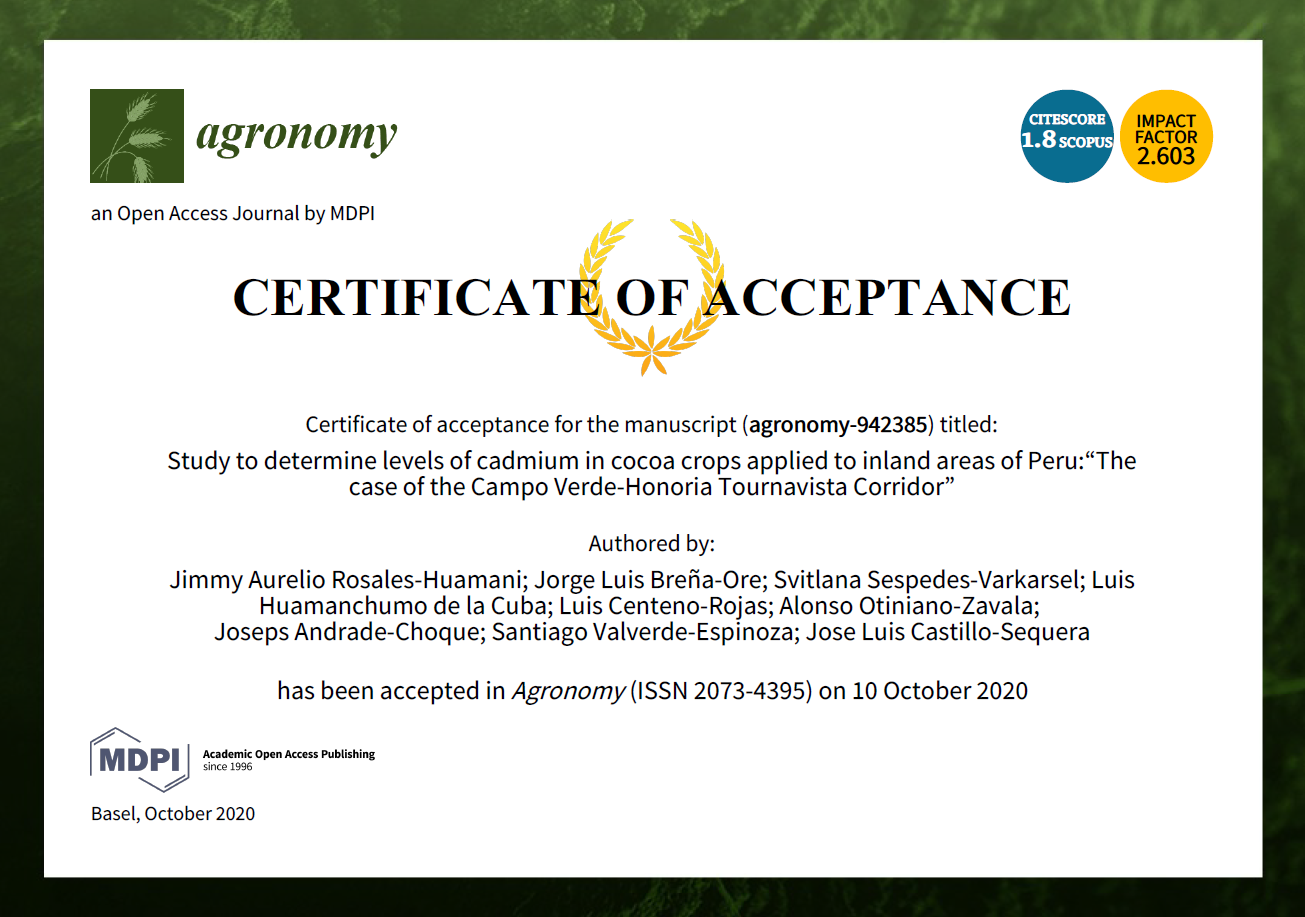 agronomy
an Open Access Journal by MDPI
CITESCORE
1.8 SCOPUS
IMPACT
FACTOR
2.603
CERTIFICATE OF ACCEPTANCE
Certificate of acceptance for the manuscript (agronomy-942385) titled:
Study to determine levels of cadmium in cocoa crops applied to inland areas of Peru:“The
case of the Campo Verde-Honoria Tournavista Corridor”
Authored by:
Jimmy Aurelio Rosales-Huamani; Jorge Luis Breña-Ore; Svitlana Sespedes-Varkarsel; Luis
Huamanchumo de la Cuba; Luis Centeno-Rojas; Alonso Otiniano-Zavala;
Joseps Andrade-Choque; Santiago Valverde-Espinoza; Jose Luis Castillo-Sequera
has been accepted in Agronomy (ISSN 2073-4395) on 10 October 2020
MDPI
Academic Open Access Publishing
since 1996
Basel, October 2020